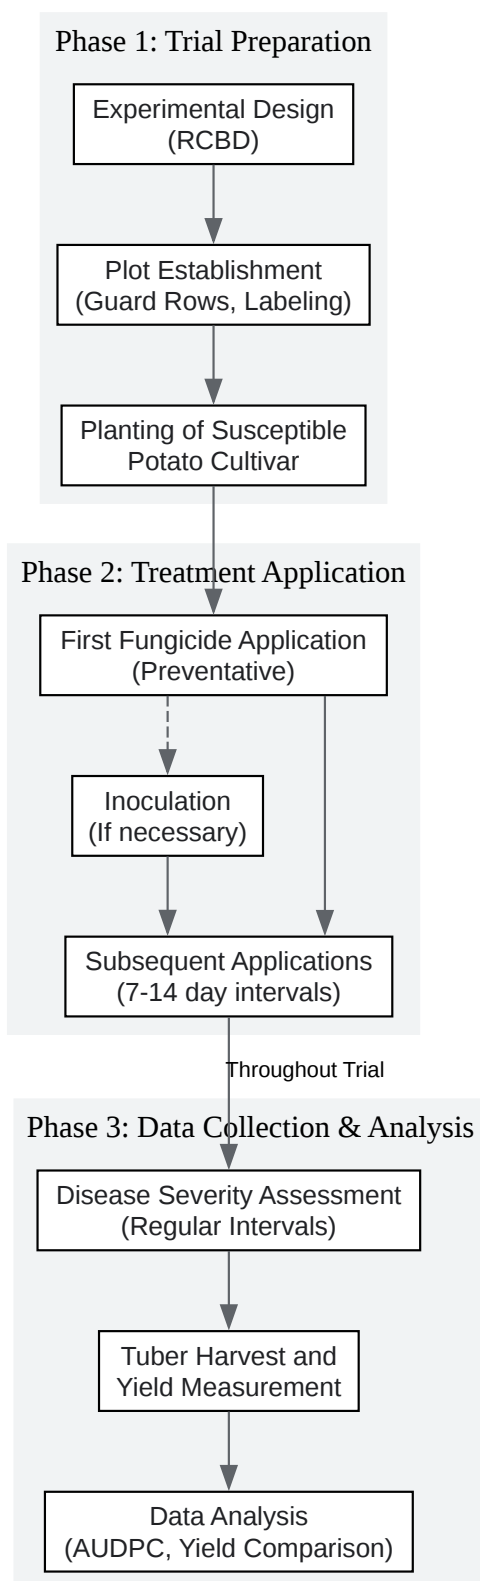 Phase 1: Trial Preparation
Experimental Design
(RCBD)
Plot Establishment
(Guard Rows, Labeling)
Planting of Susceptible
Potato Cultivar
Phase 2: Treatment Application
First Fungicide Application
(Preventative)
Inoculation
(If necessary)
Subsequent Applications
(7-14 day intervals)
Throughout Trial
Phase 3: Data Collection & Analysis
Disease Severity Assessment
(Regular Intervals)
Tuber Harvest and
Yield Measurement
Data Analysis
(AUDPC, Yield Comparison)